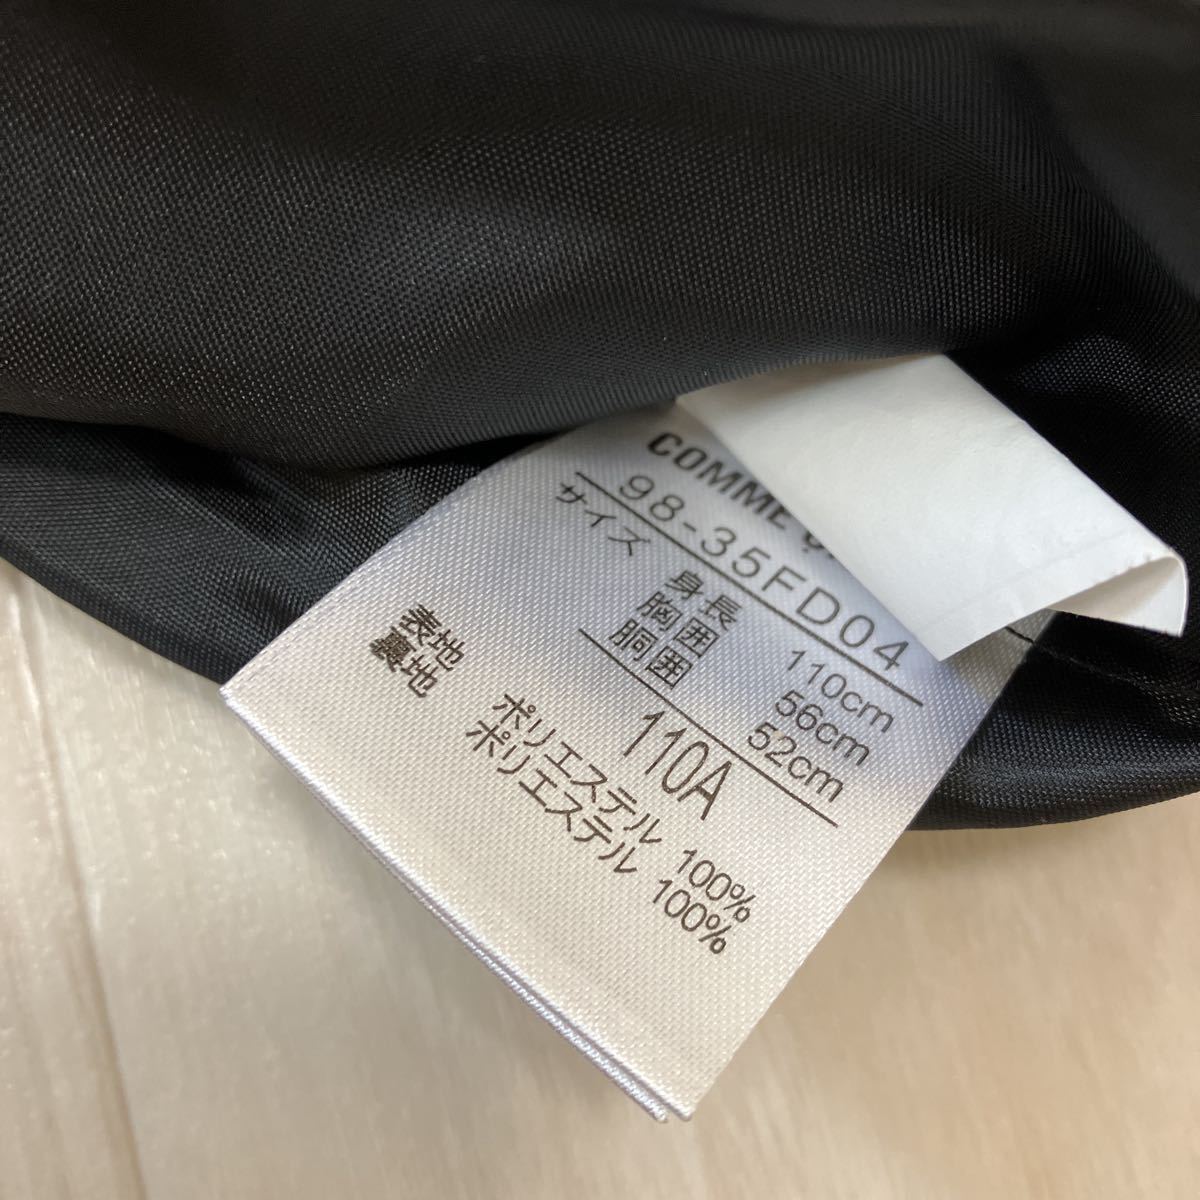 COMME
98-35FD04
サイズ
身長 110cm
胸囲 56cm
胴囲 52cm
110A
表地 ポリエステル 100%
裏地 ポリエステル 100%